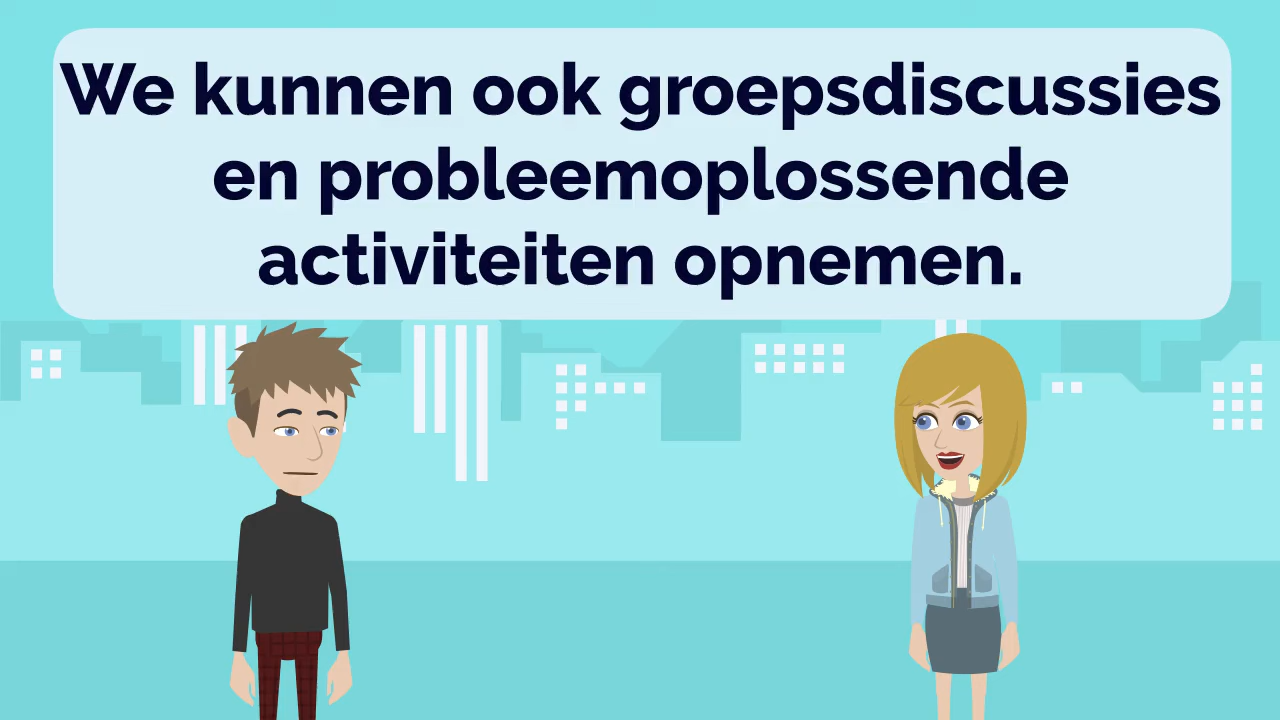 We kunnen ook groepsdiscussies
en probleemoplossende
activiteiten opnemen.